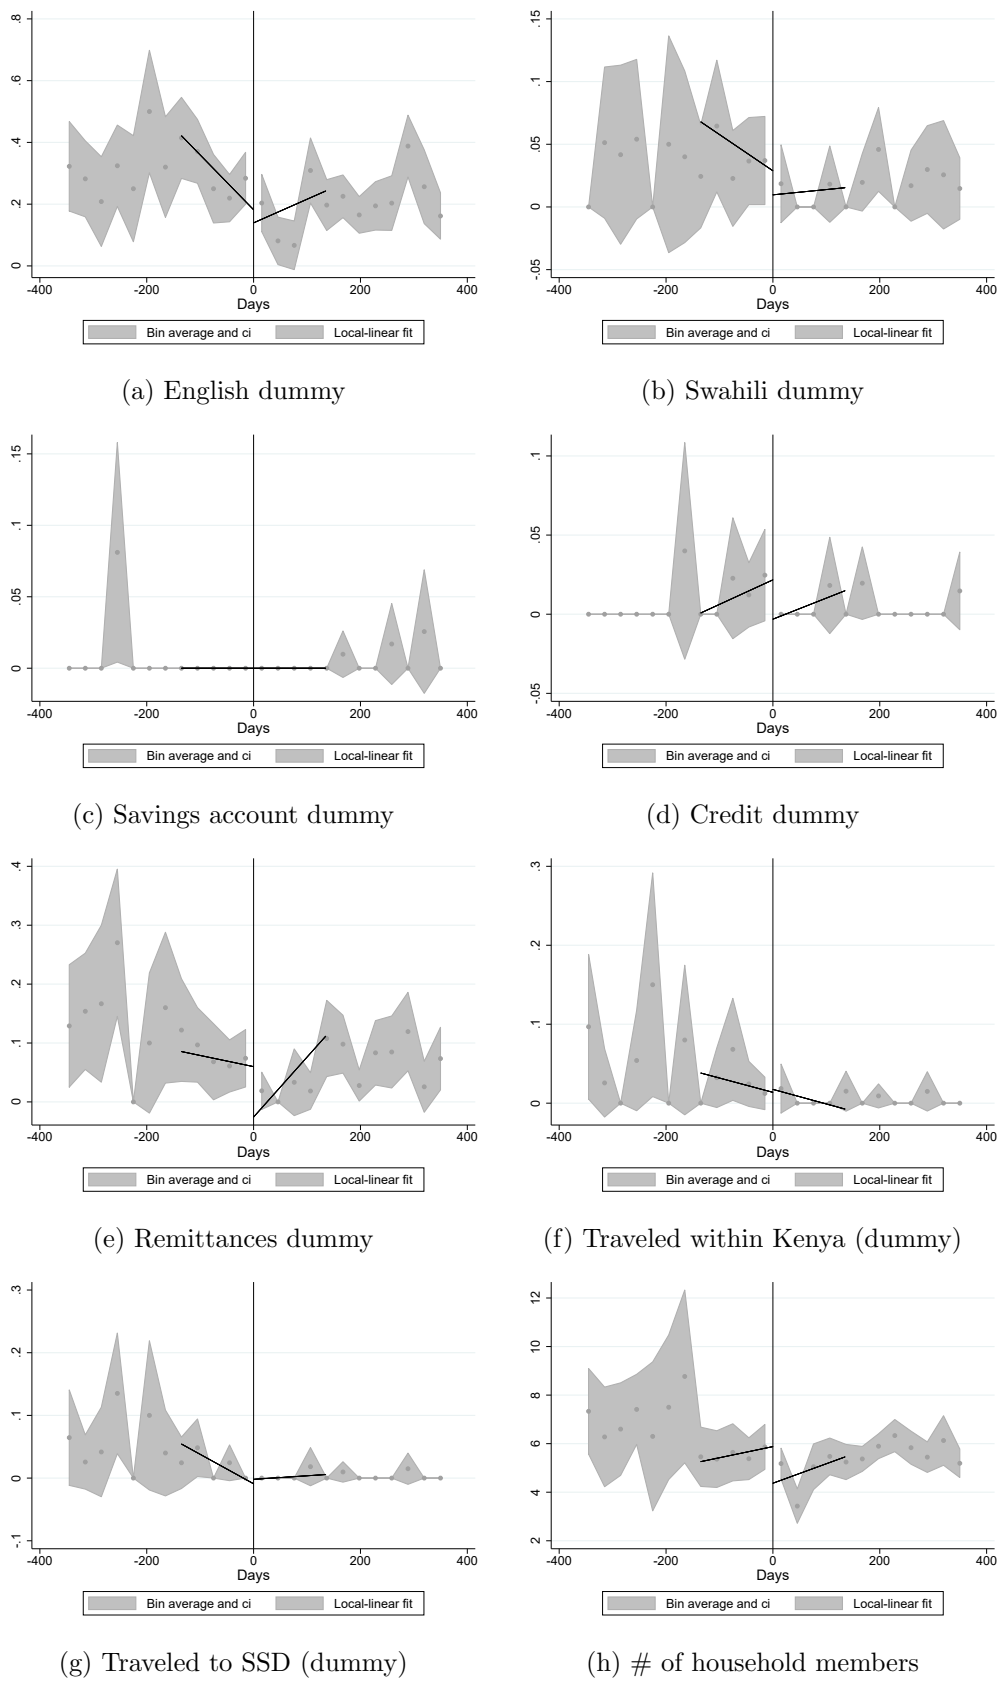 .8
.6
.4
.2
0
-400 -200 0 200 400
Days
Bin average and ci Local-linear fit
(a) English dummy
.15
.1
.05
0
-.05
-400 -200 0 200 400
Days
Bin average and ci Local-linear fit
(b) Swahili dummy
.15
.1
.05
0
-400 -200 0 200 400
Days
Bin average and ci Local-linear fit
(c) Savings account dummy
.1
.05
0
-.05
-400 -200 0 200 400
Days
Bin average and ci Local-linear fit
(d) Credit dummy
.4
.3
.2
.1
0
-400 -200 0 200 400
Days
Bin average and ci Local-linear fit
(e) Remittances dummy
.3
.2
.1
0
-400 -200 0 200 400
Days
Bin average and ci Local-linear fit
(f) Traveled within Kenya (dummy)
.3
.2
.1
0
-.1
-400 -200 0 200 400
Days
Bin average and ci Local-linear fit
(g) Traveled to SSD (dummy)
12
10
8
6
4
2
-400 -200 0 200 400
Days
Bin average and ci Local-linear fit
(h) # of household members